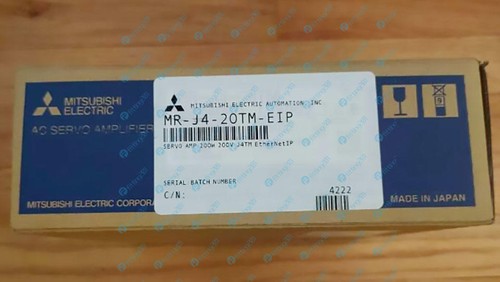 MITSUBISHI
ELECTRIC
AC SERVO AMPLIFIER
MITSUBISHI ELECTRIC AUTOMATION, INC
MR-J4-20TM-EIP
SERVO AMP 200W 200V J4TM EthernetIP
SERIAL BATCH NUMBER
C/N:
4222
MITSUBISHI ELECTRIC CORPORA
MADE IN JAPAN